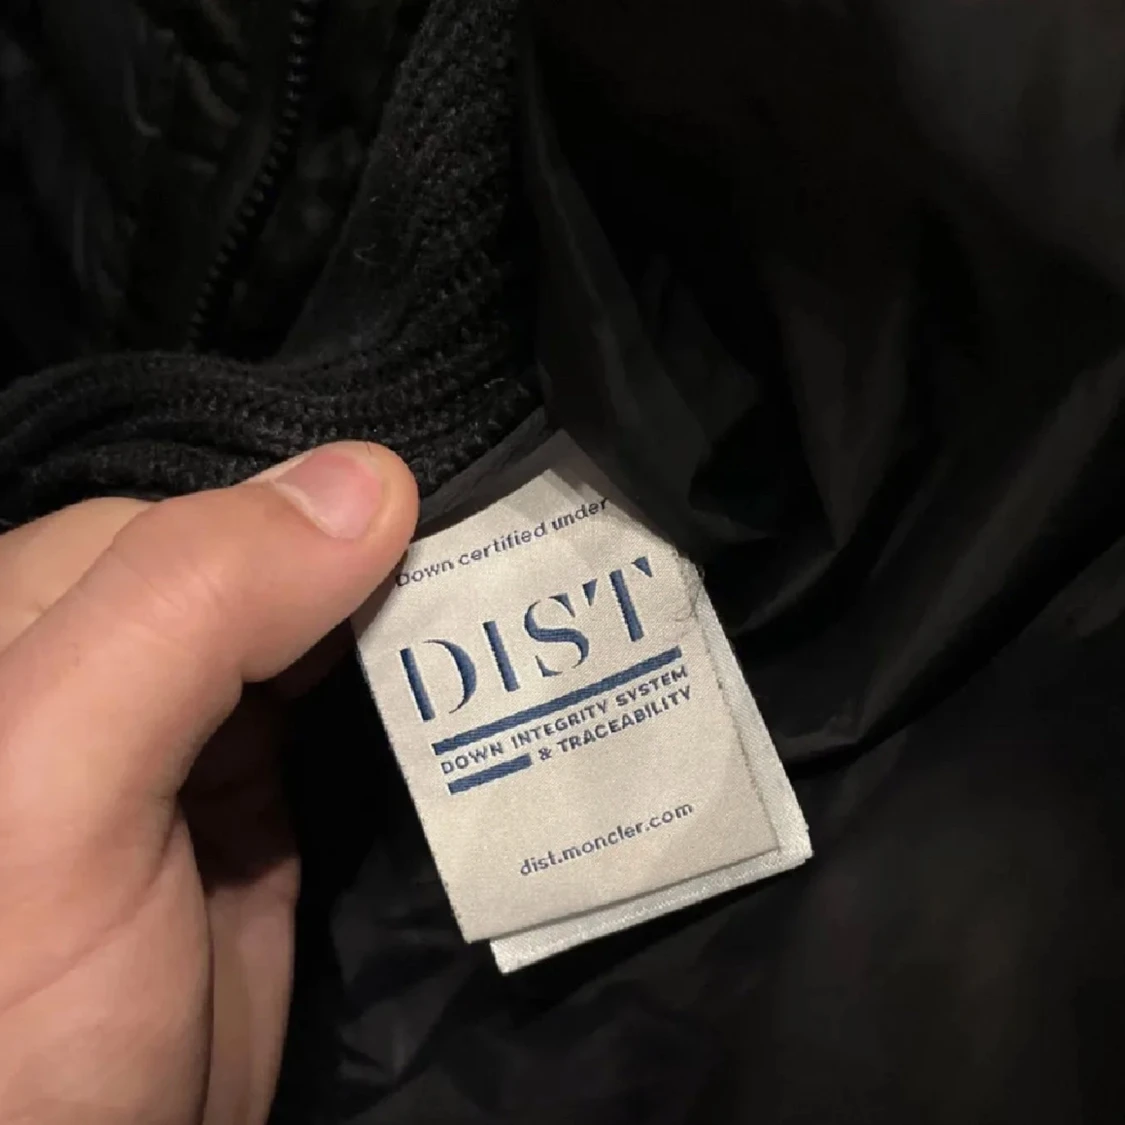 Down certified under
DIST
DOWN INTEGRITY SYSTEM
& TRACEABILITY
dist.moncler.com